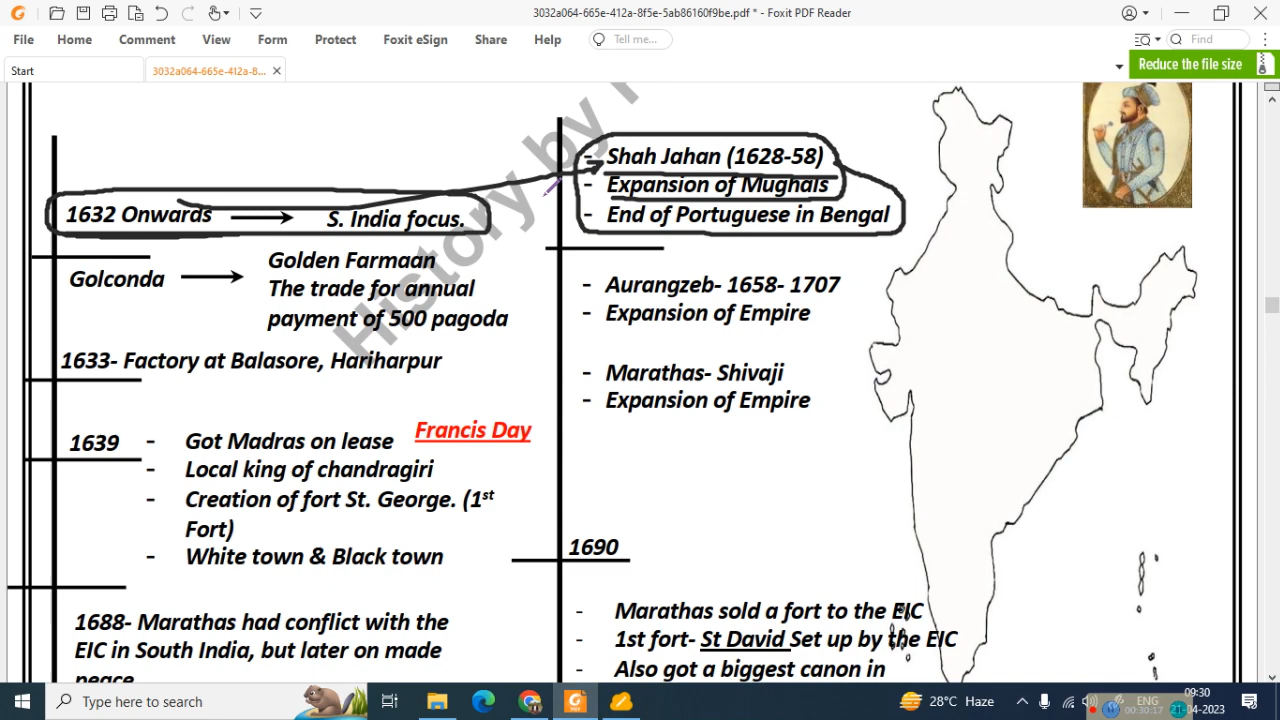 3032a064-665e-412a-8f5e-5ab86160f9be.pdf * - Foxit PDF Reader
File Home Comment View Form Protect Foxit eSign Share Help Tell me... Find
Start 3032a064-665e-412a-8... Reduce the file size
History by
1632 Onwards S. India focus.
Golconda
Golden Farmaan
The trade for annual
payment of 500 pagoda
1633- Factory at Balasore, Hariharpur
1639
- Got Madras on lease Francis Day
- Local king of chandragiri
- Creation of fort St. George. (1st
Fort)
- White town & Black town
1688- Marathas had conflict with the
EIC in South India, but later on made
peace
- Shah Jahan (1628-58)
- Expansion of Mughals
- End of Portuguese in Bengal
- Aurangzeb- 1658- 1707
- Expansion of Empire
- Marathas- Shivaji
- Expansion of Empire
1690
- Marathas sold a fort to the EIC
- 1st fort- St David Set up by the EIC
- Also got a biggest canon in
Type here to search
28°C Haze ENG 09:30
00:30:17 21-04-2023